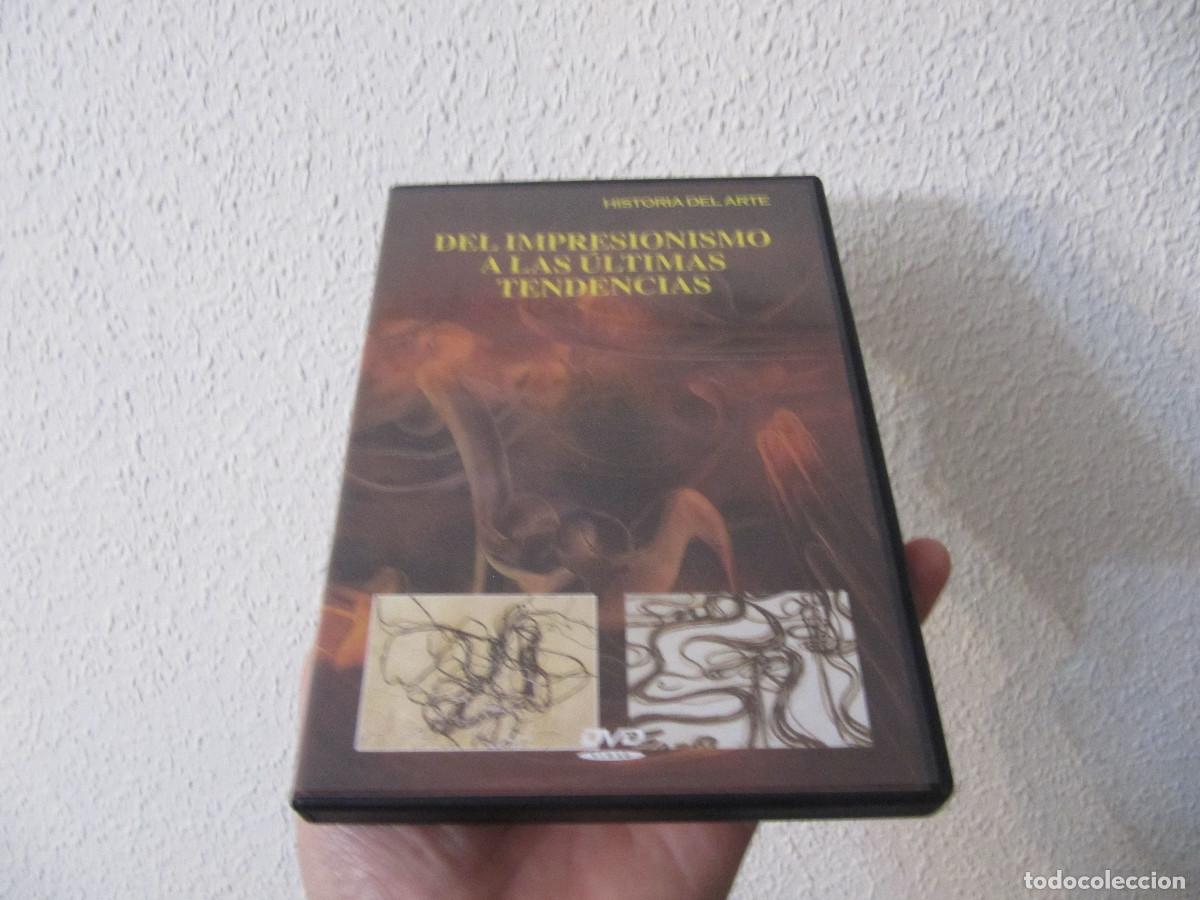 HISTORIA DEL ARTE
DEL IMPRESIONISMO
A LAS ÚLTIMAS
TENDENCIAS
DVD
todocoleccion